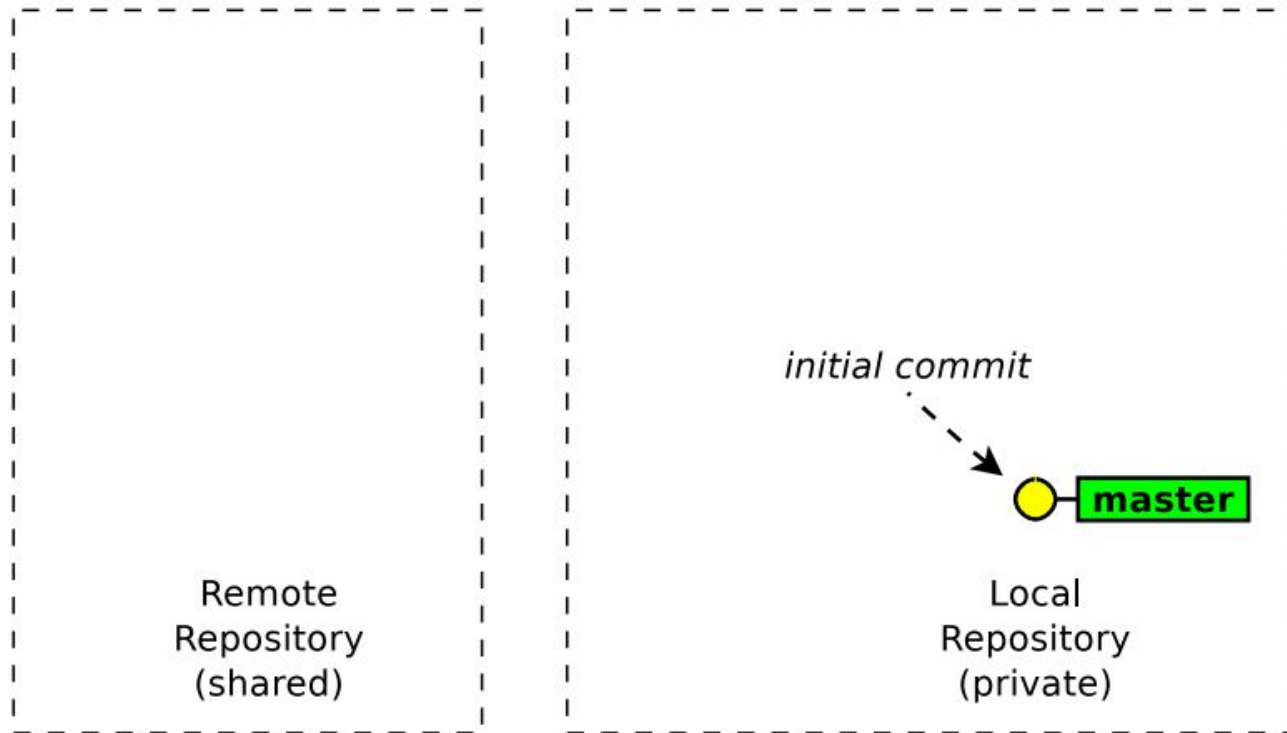 initial commit
master
Remote
Repository
(shared)
Local
Repository
(private)